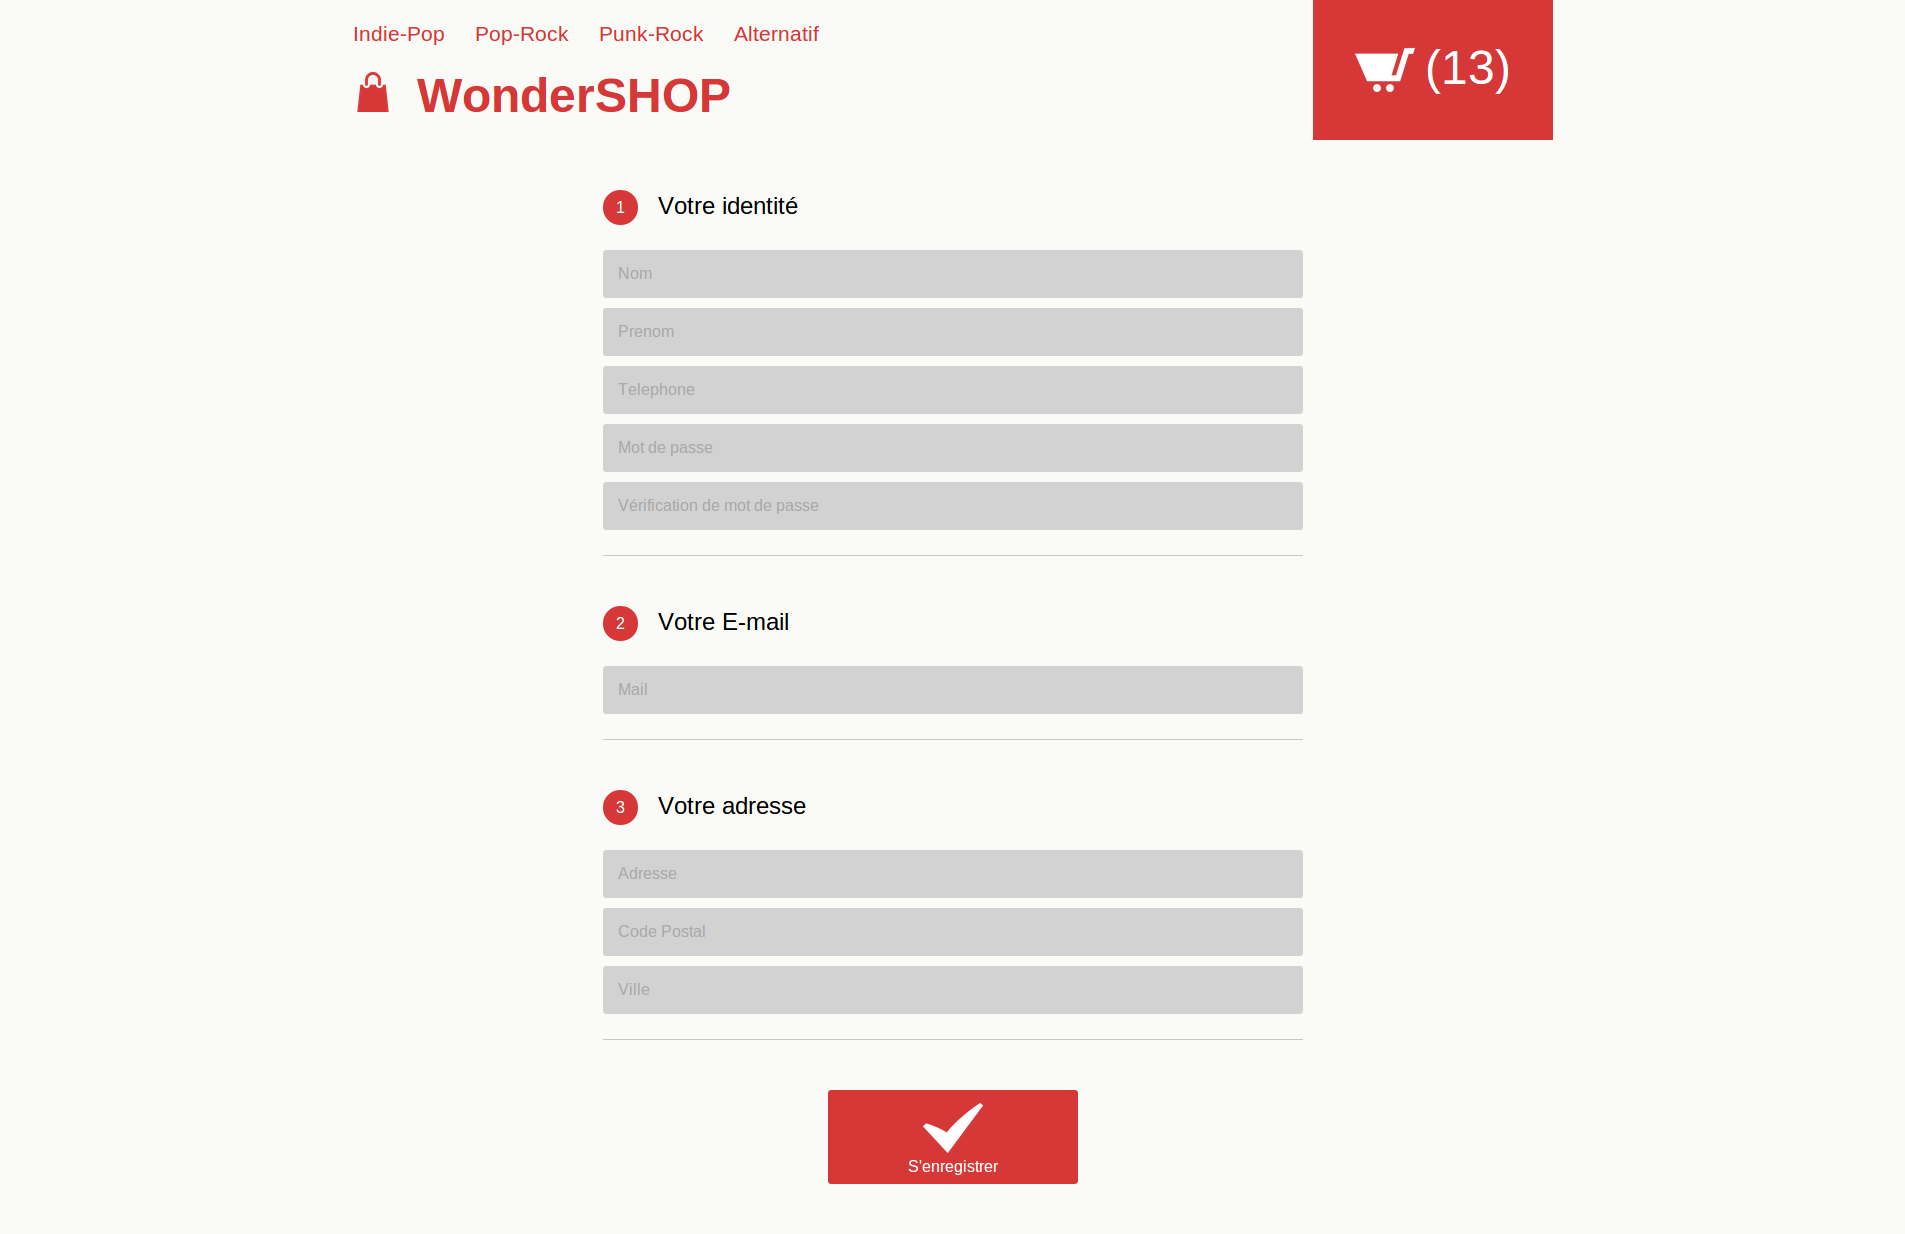 Indie-Pop Pop-Rock Punk-Rock Alternatif
WonderSHOP
(13)
1 Votre identité
Nom
Prenom
Telephone
Mot de passe
Vérification de mot de passe
2 Votre E-mail
Mail
3 Votre adresse
Adresse
Code Postal
Ville
S'enregistrer